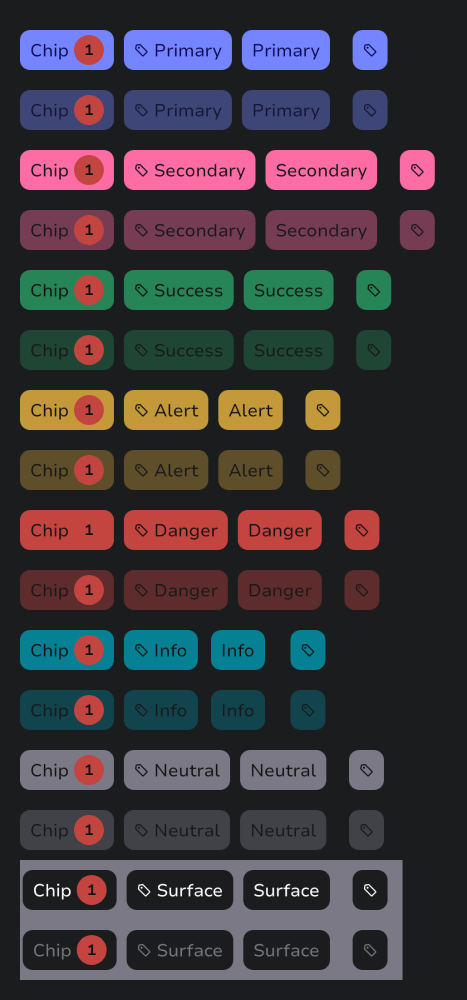 Chip 1 Primary Primary
Chip 1 Primary Primary
Chip 1 Secondary Secondary
Chip 1 Secondary Secondary
Chip 1 Success Success
Chip 1 Success Success
Chip 1 Alert Alert
Chip 1 Alert Alert
Chip 1 Danger Danger
Chip 1 Danger Danger
Chip 1 Info Info
Chip 1 Info Info
Chip 1 Neutral Neutral
Chip 1 Neutral Neutral
Chip 1 Surface Surface
Chip 1 Surface Surface